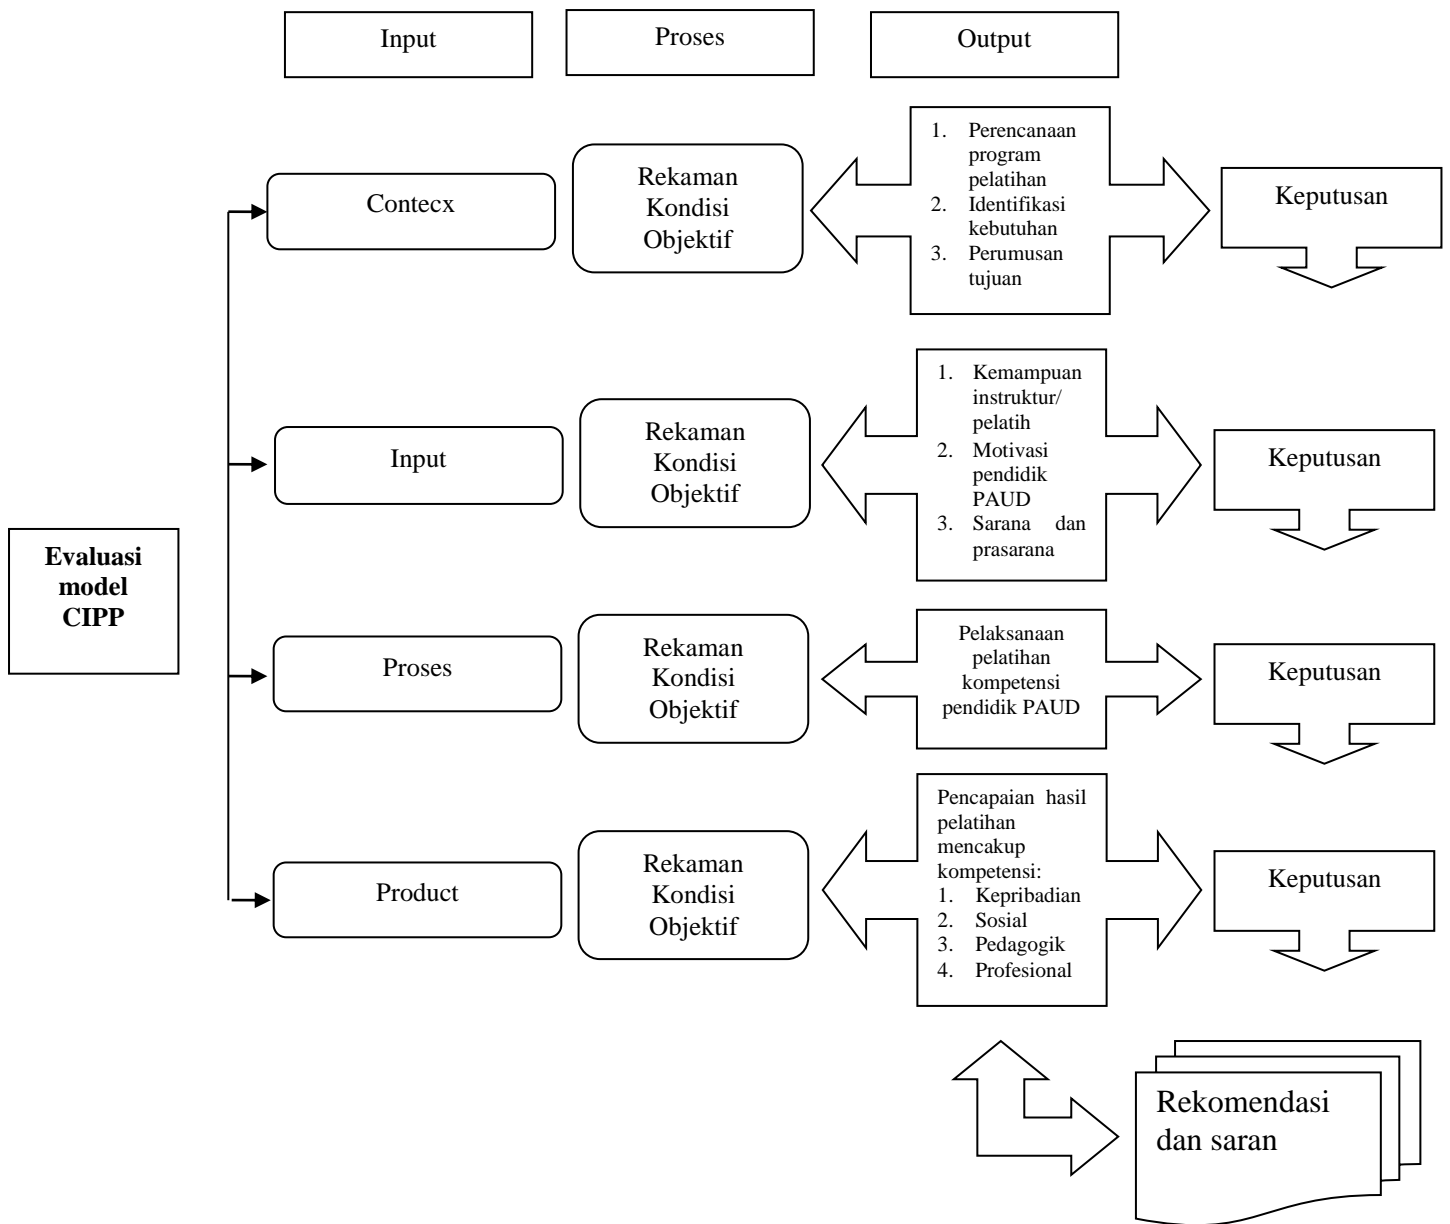 Input
Proses
Output
Contecx
Rekaman
Kondisi
Objektif
1. Perencanaan
program
pelatihan
2. Identifikasi
kebutuhan
3. Perumusan
tujuan
Keputusan
Input
Rekaman
Kondisi
Objektif
1. Kemampuan
instruktur/
pelatih
2. Motivasi
pendidik
PAUD
3. Sarana dan
prasarana
Keputusan
Evaluasi
model
CIPP
Proses
Rekaman
Kondisi
Objektif
Pelaksanaan
pelatihan
kompetensi
pendidik PAUD
Keputusan
Product
Rekaman
Kondisi
Objektif
Pencapaian hasil
pelatihan
mencakup
kompetensi:
1. Kepribadian
2. Sosial
3. Pedagogik
4. Profesional
Keputusan
Rekomendasi
dan saran